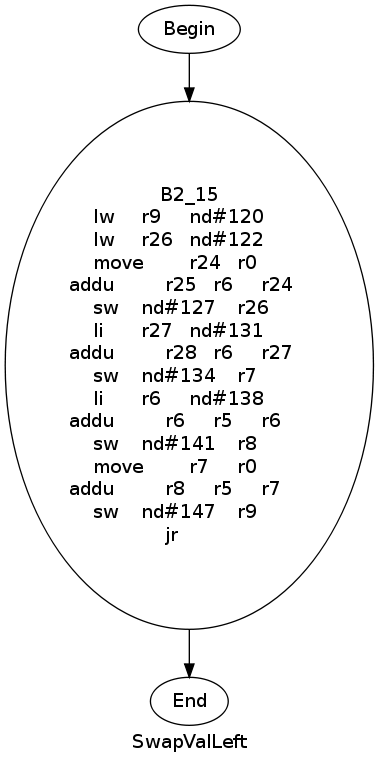 Begin
B2_15
lw r9 nd#120
lw r26 nd#122
move r24 r0
addu r25 r6 r24
sw nd#127 r26
li r27 nd#131
addu r28 r6 r27
sw nd#134 r7
li r6 nd#138
addu r6 r5 r6
sw nd#141 r8
move r7 r0
addu r8 r5 r7
sw nd#147 r9
jr
End
SwapValLeft